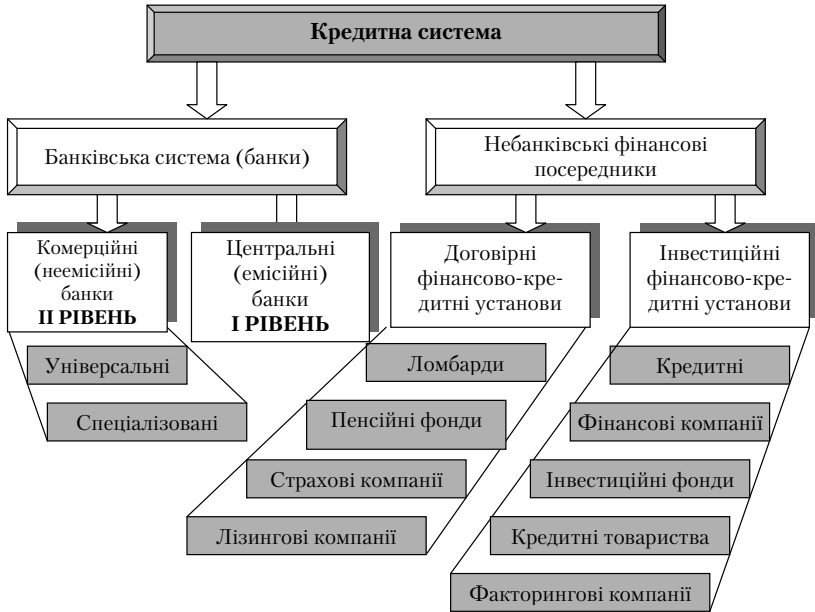 Кредитна система
Банківська система (банки)
Небанківські фінансові
посередники
Комерційні
(неемісійні)
банки
ІІ РІВЕНЬ
Центральні
(емісійні)
банки
І РІВЕНЬ
Договірні
фінансово-кре-
дитні установи
Інвестиційні
фінансово-кре-
дитні установи
Універсальні
Спеціалізовані
Ломбарди
Пенсійні фонди
Страхові компанії
Лізингові компанії
Кредитні
Фінансові компанії
Інвестиційні фонди
Кредитні товариства
Факторингові компанії